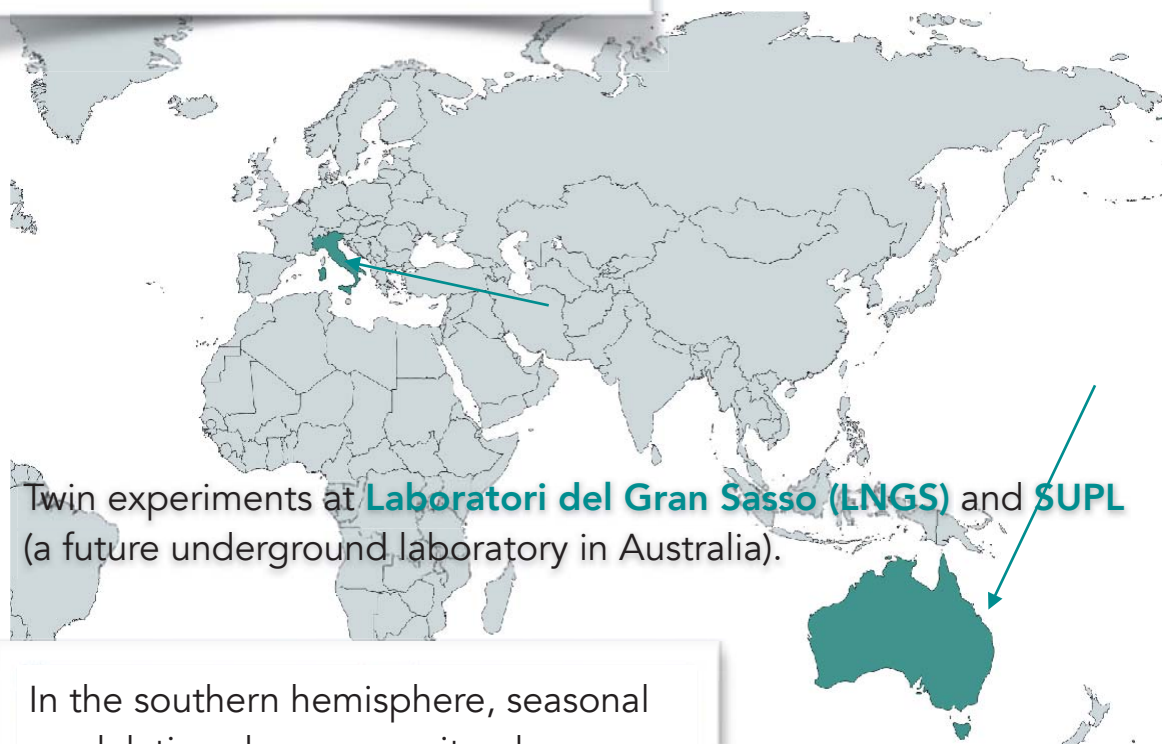 Twin experiments at Laboratori del Gran Sasso (LNGS) and SUPL
(a future underground laboratory in Australia).
In the southern hemisphere, seasonal